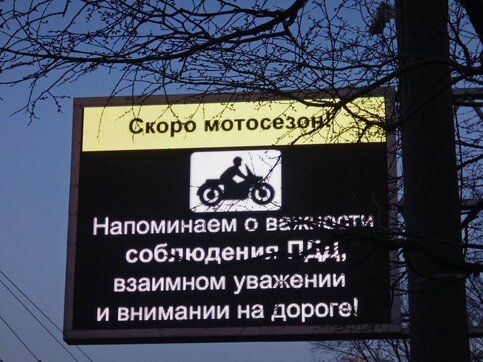 Скоро мотосезон!
Напоминаем о важности
соблюдения ПДД,
взаимном уважении
и внимании на дороге!